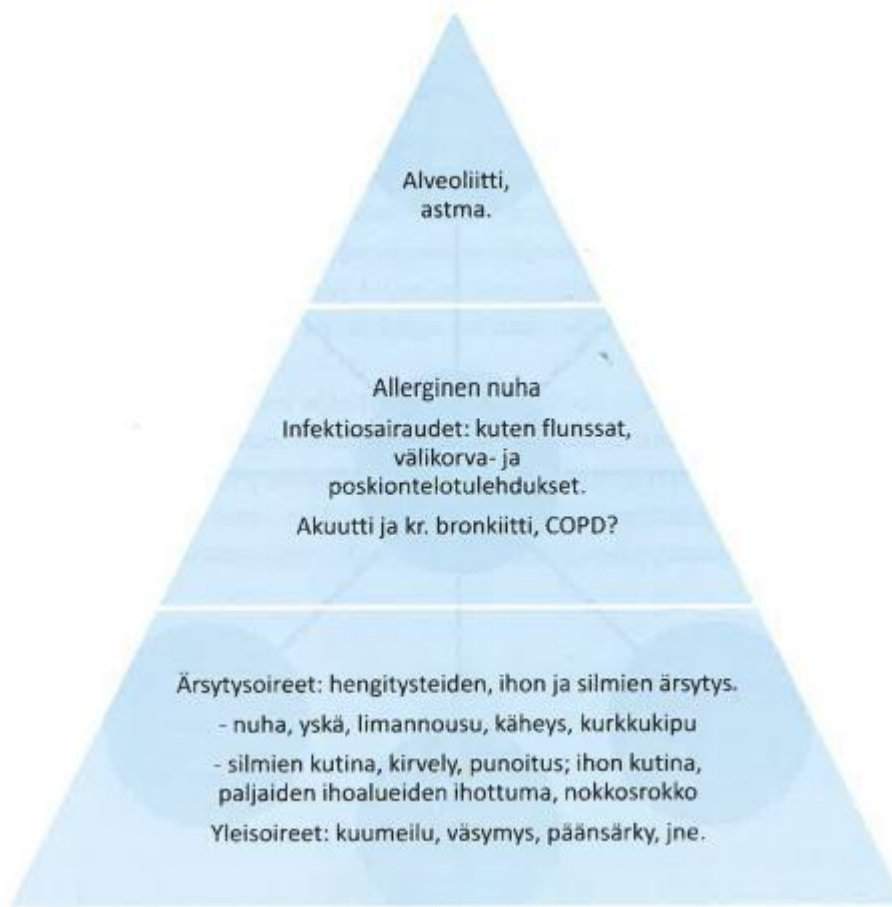 Alveoliitti,
astma.
Allerginen nuha
Infektiosairaudet: kuten flunssat,
välikorva- ja
poskiontelotulehdukset.
Akuutti ja kr. bronkiitti, COPD?
Ärsytysoireet: hengitysteiden, ihon ja silmien ärsytys.
- nuha, yskä, limannousu, käheys, kurkkukipu
- silmien kutina, kirvely, punoitus; ihon kutina,
paljaiden ihoalueiden ihottuma, nokkosrokko
Yleisoireet: kuumeilu, väsymys, päänsärky, jne.